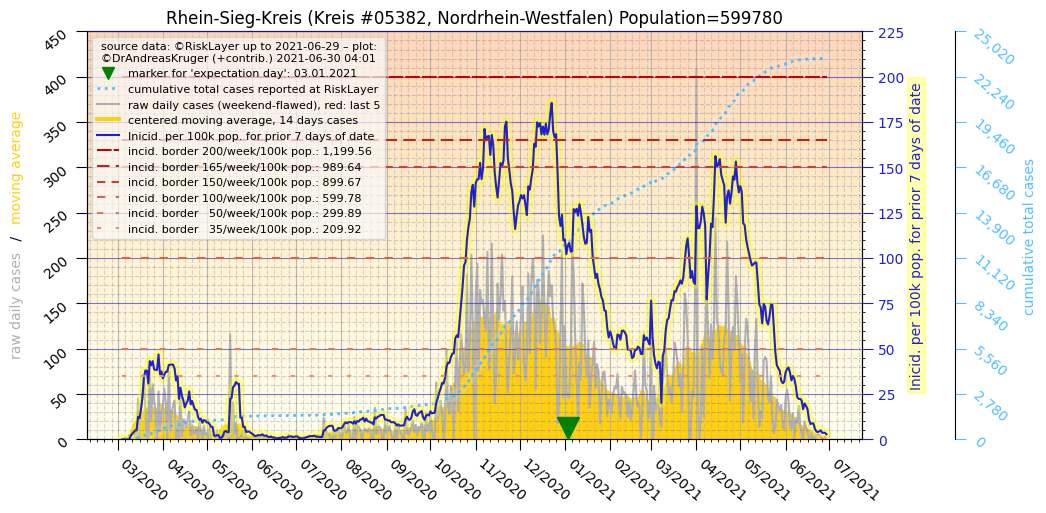 Rhein-Sieg-Kreis (Kreis #05382, Nordrhein-Westfalen) Population=599780
source data: ©RiskLayer up to 2021-06-29 – plot:
©DrAndreasKruger (+contrib.) 2021-06-30 04:01
marker for 'expectation day': 03.01.2021
cumulative total cases reported at RiskLayer
raw daily cases (weekend-flawed), red: last 5
centered moving average, 14 days cases
Inicid. per 100k pop. for prior 7 days of date
incid. border 200/week/100k pop.: 1,199.56
incid. border 165/week/100k pop.: 989.64
incid. border 150/week/100k pop.: 899.67
incid. border 100/week/100k pop.: 599.78
incid. border 50/week/100k pop.: 299.89
incid. border 35/week/100k pop.: 209.92
raw daily cases / moving average
450
400
350
300
250
200
150
100
50
0
03/2020
04/2020
05/2020
06/2020
07/2020
08/2020
09/2020
10/2020
11/2020
12/2020
01/2021
02/2021
03/2021
04/2021
05/2021
06/2021
07/2021
225
200
175
150
125
100
75
50
25
0
Inicid. per 100k pop. for prior 7 days of date
25,020
22,240
19,460
16,680
13,900
11,120
8,340
5,560
2,780
0
cumulative total cases